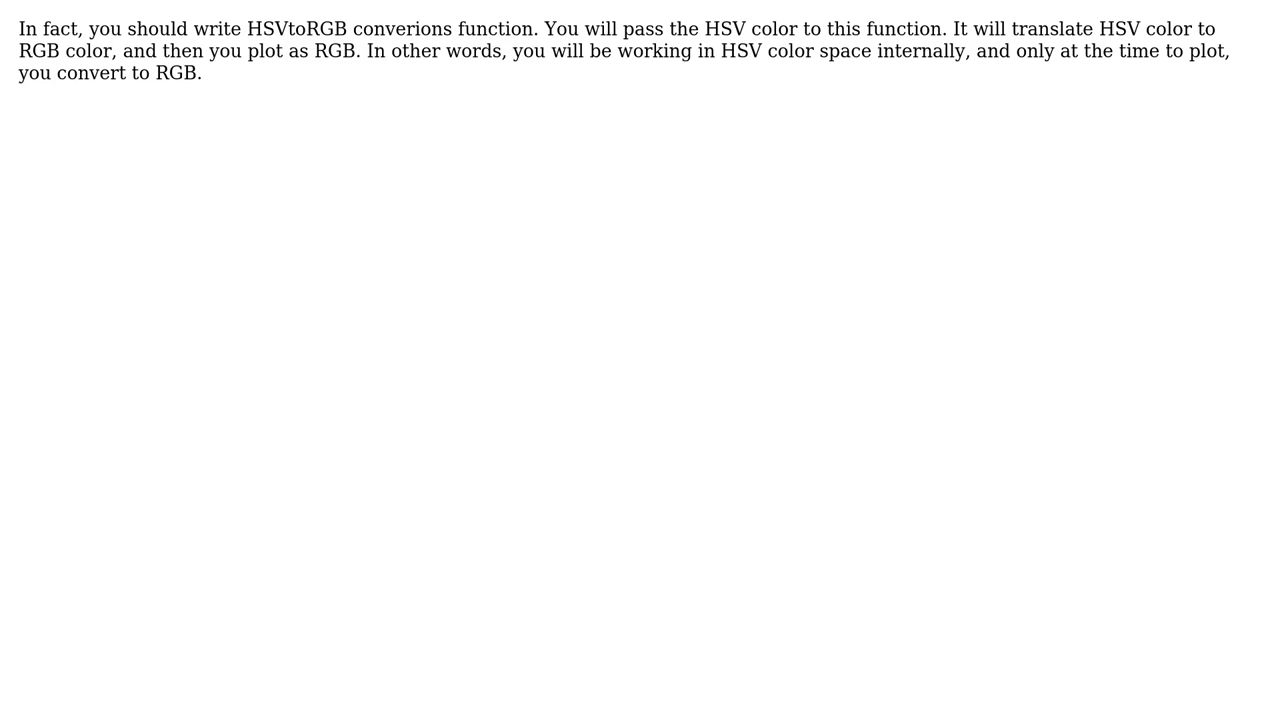 In fact, you should write HSVtoRGB converions function. You will pass the HSV color to this function. It will translate HSV color to
RGB color, and then you plot as RGB. In other words, you will be working in HSV color space internally, and only at the time to plot,
you convert to RGB.